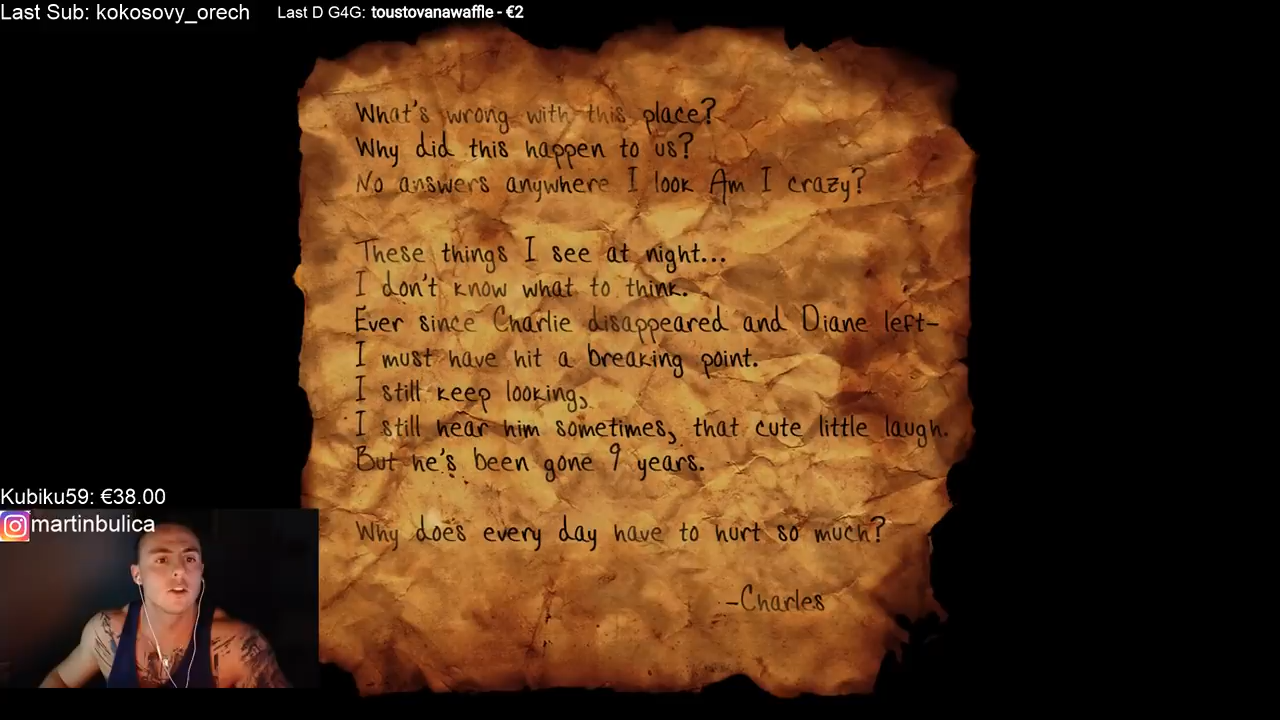 Last Sub: kokosovy_orech
Last D G4G: toustovanawaffle - €2
What's wrong with this place?
Why did this happen to us?
No answers anywhere I look Am I crazy?
These things I see at night...
I don't know what to think.
Ever since Charlie disappeared and Diane left-
I must have hit a breaking point.
I still keep looking,
I still hear him sometimes, that cute little laugh.
But he's been gone 9 years.
Why does every day have to hurt so much?
-Charles
Kubiku59: €38.00
martinbulica